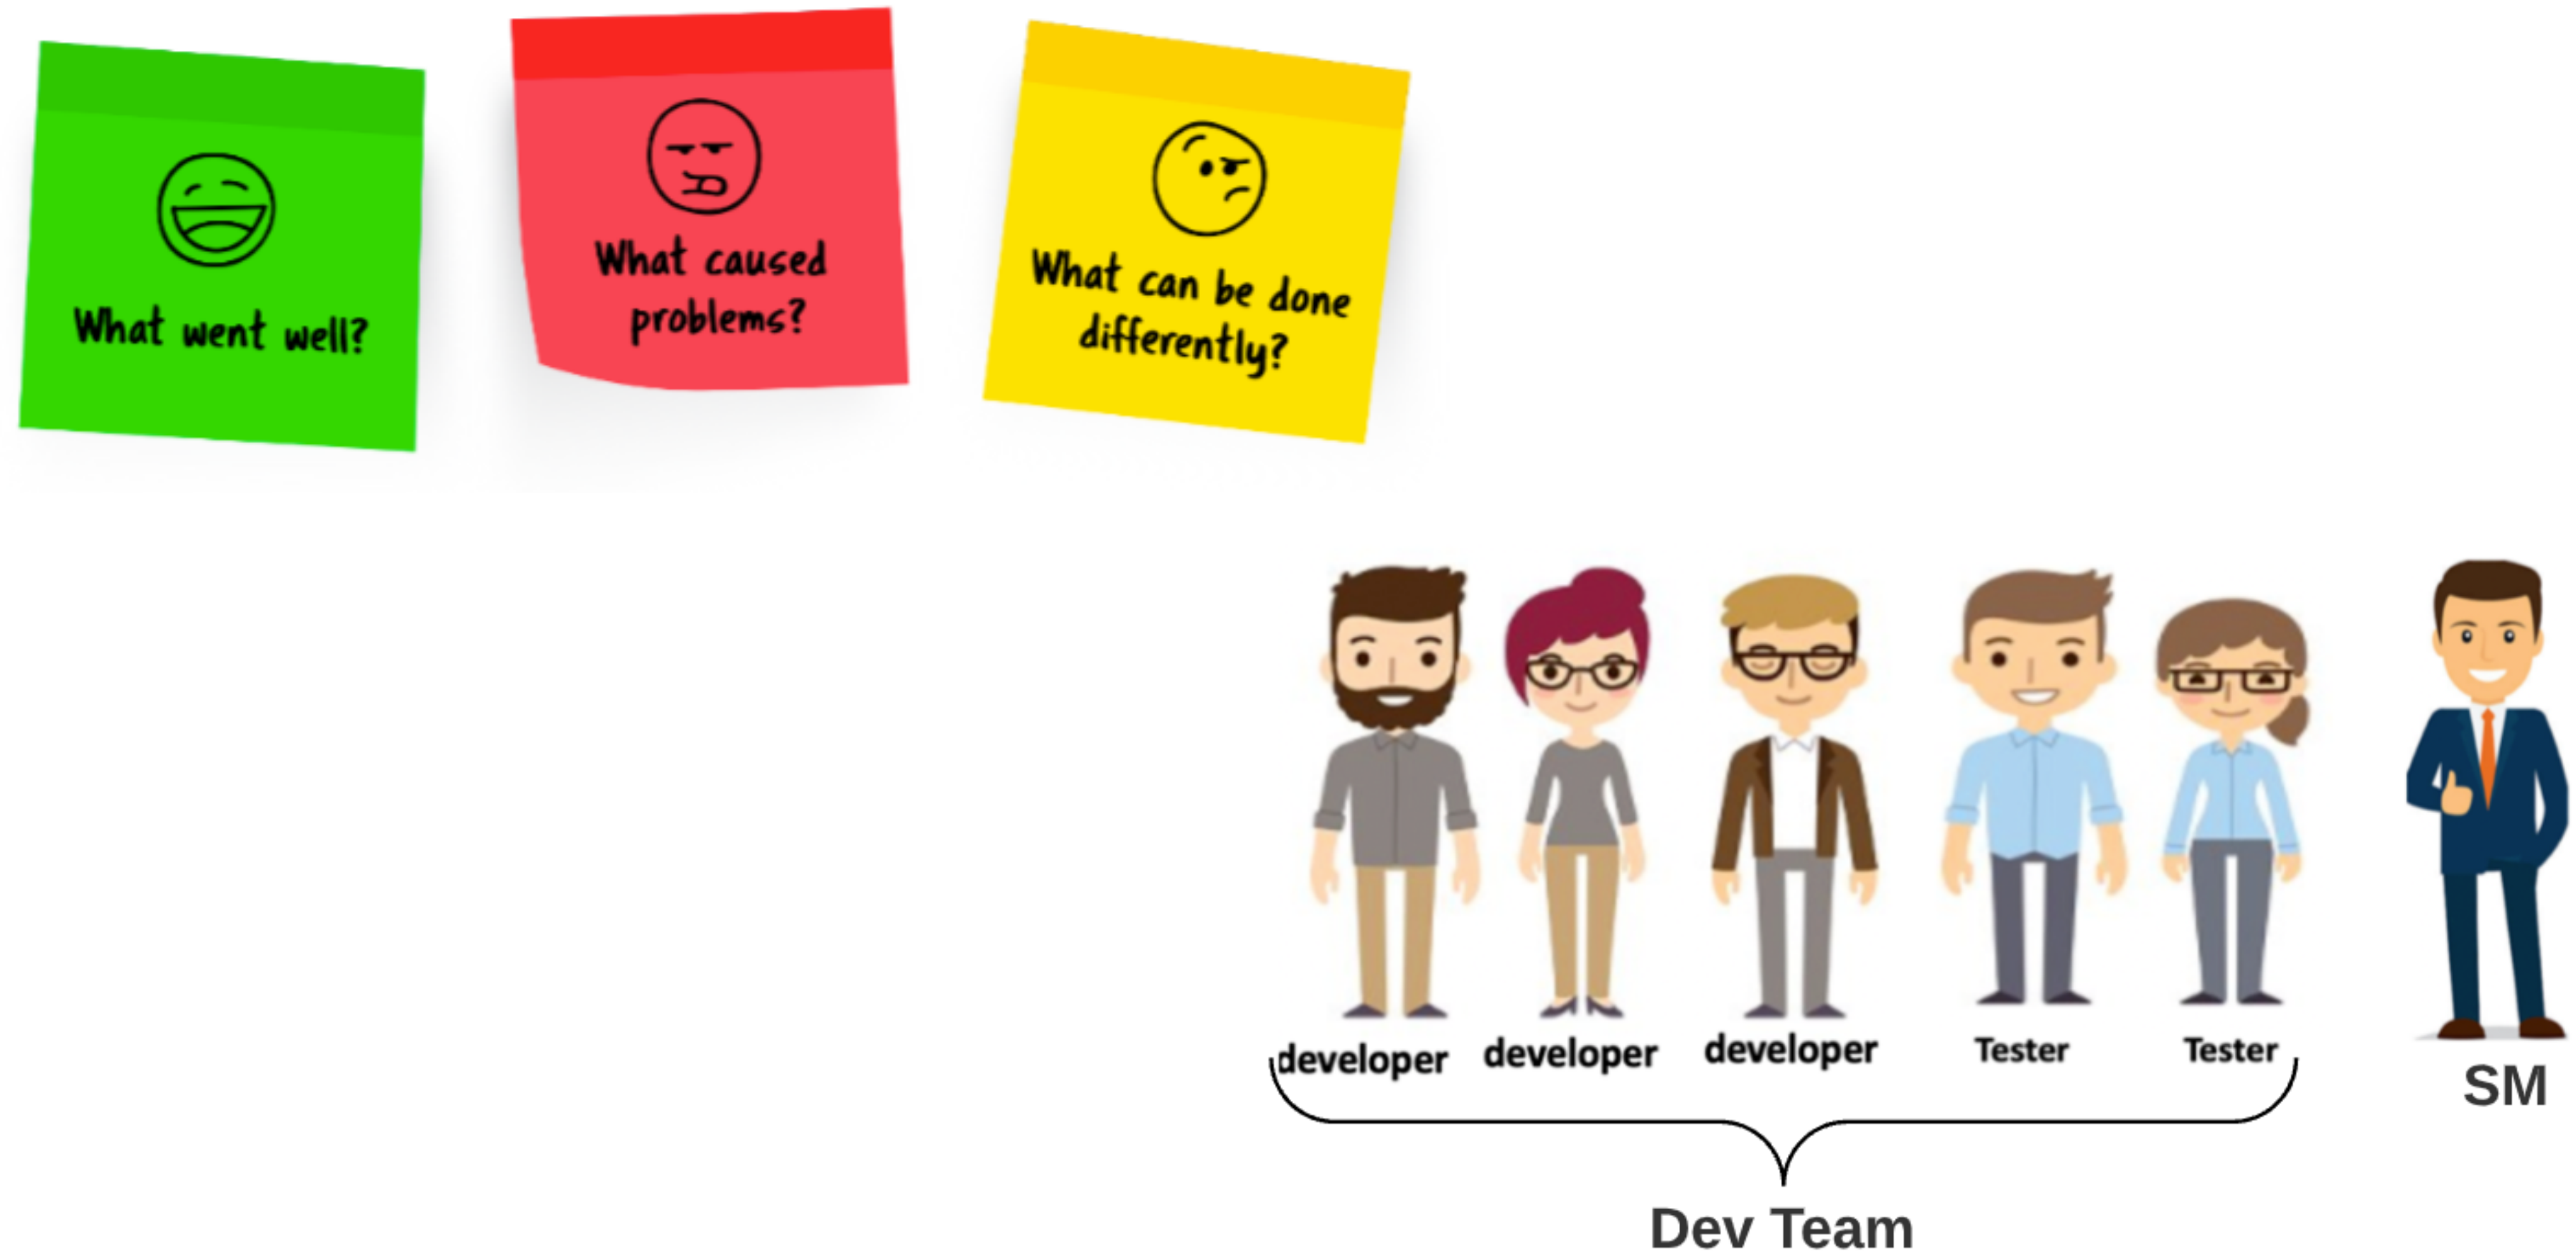 What went well?
What caused
problems?
What can be done
differently?
developer
developer
developer
Tester
Tester
SM
Dev Team